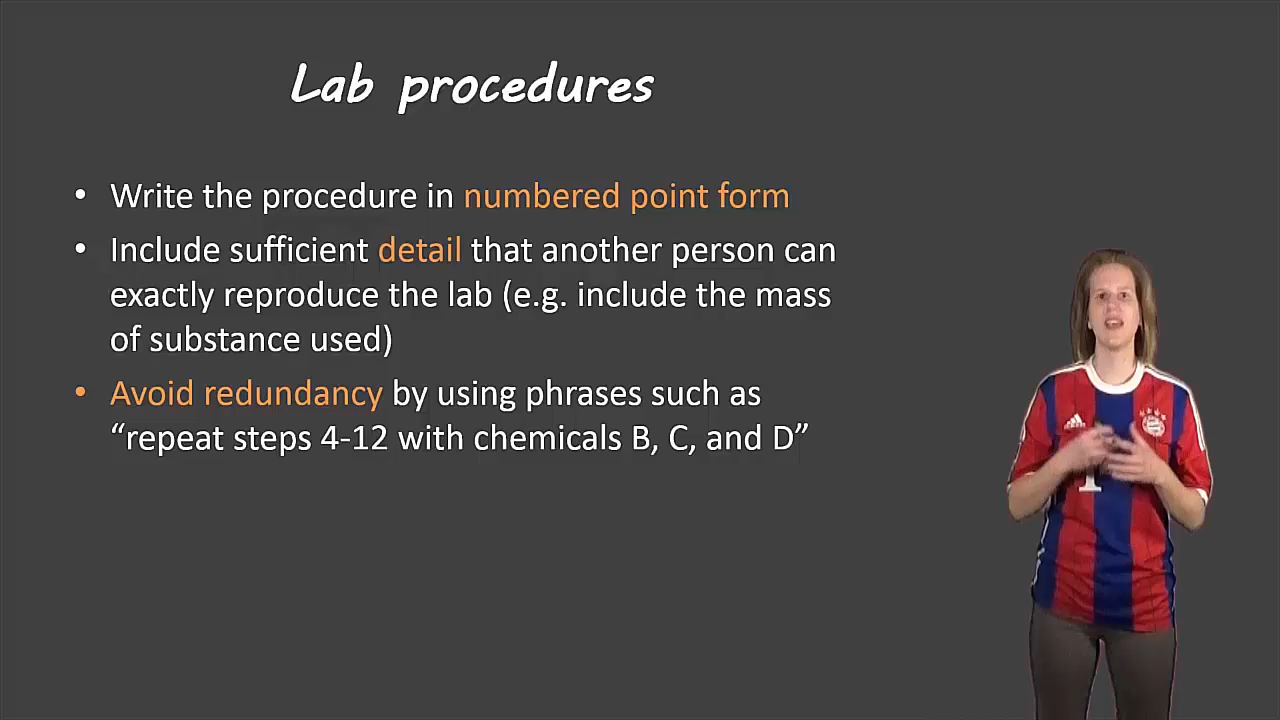 Lab procedures
• Write the procedure in numbered point form
• Include sufficient detail that another person can
exactly reproduce the lab (e.g. include the mass
of substance used)
• Avoid redundancy by using phrases such as
“repeat steps 4-12 with chemicals B, C, and D”